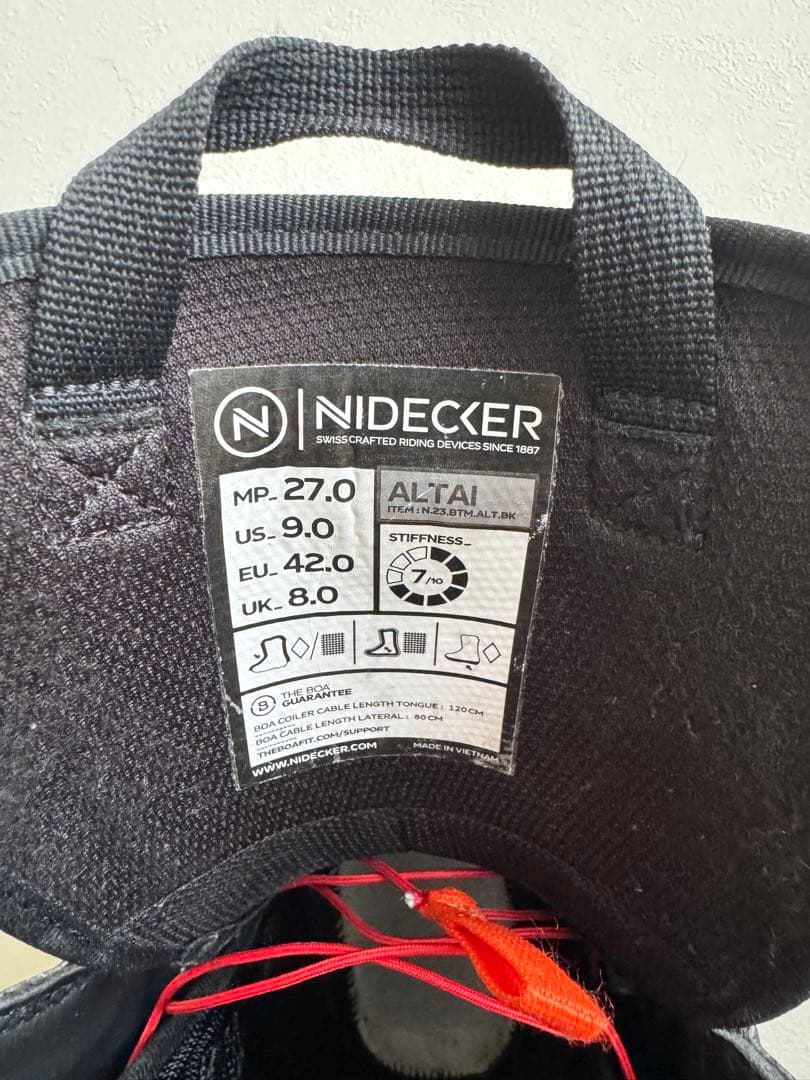 N NIDECKER
SWISS CRAFTED RIDING DEVICES SINCE 1887
MP_ 27.0
US_ 9.0
EU_ 42.0
UK_ 8.0
ALTAI
ITEM : N.23.BTM.ALT.BK
STIFFNESS_
7/10
B THE BOA
GUARANTEE
BOA COILER CABLE LENGTH TONGUE : 120 CM
BOA CABLE LENGTH LATERAL : 80 CM
THEBOAFIT.COM/SUPPORT
WWW.NIDECKER.COM MADE IN VIETNAM